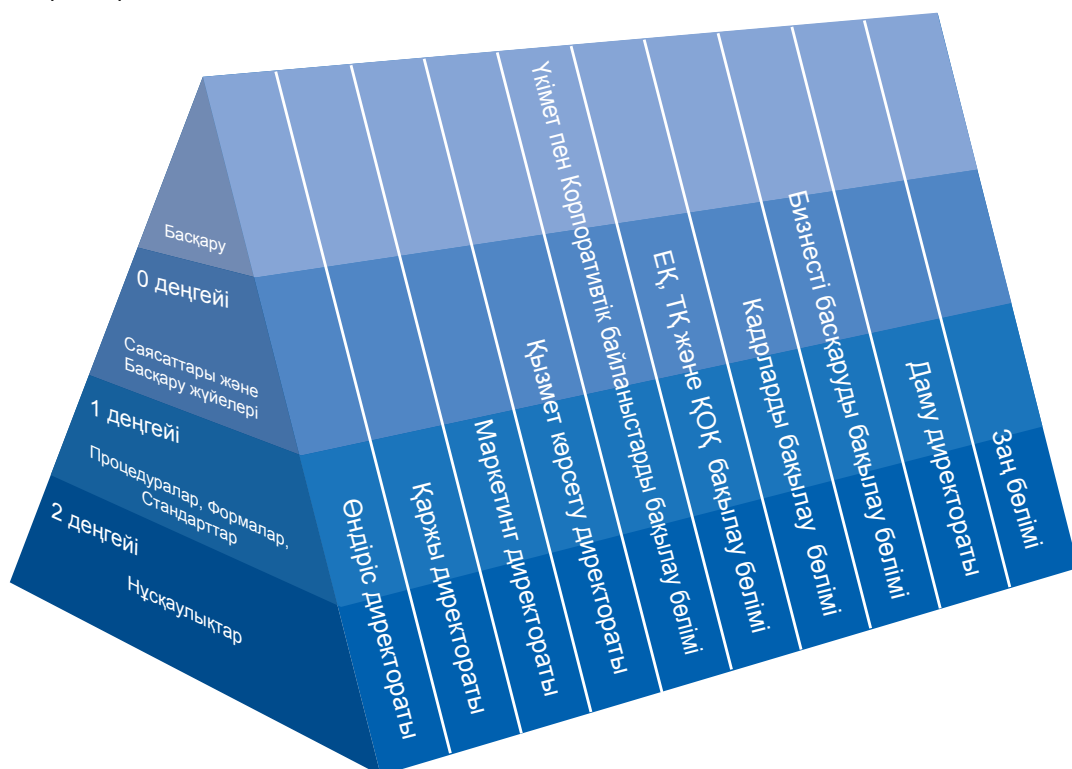 Басқару
0 деңгейі
Саясаттары және
Басқару жүйелері
1 деңгейі
Процедуралар, Формалар,
Стандарттар
2 деңгейі
Нұсқаулықтар
Өндіріс директораты
Қаржы директораты
Маркетинг директораты
Қызмет көрсету директораты
Үкімет пен Корпоративтік байланыстарды бақылау бөлімі
ЕҚ, ТҚ және ҚОҚ бақылау бөлімі
Кадрларды бақылау бөлімі
Бизнесті басқаруды бақылау бөлімі
Даму директораты
Заң бөлімі